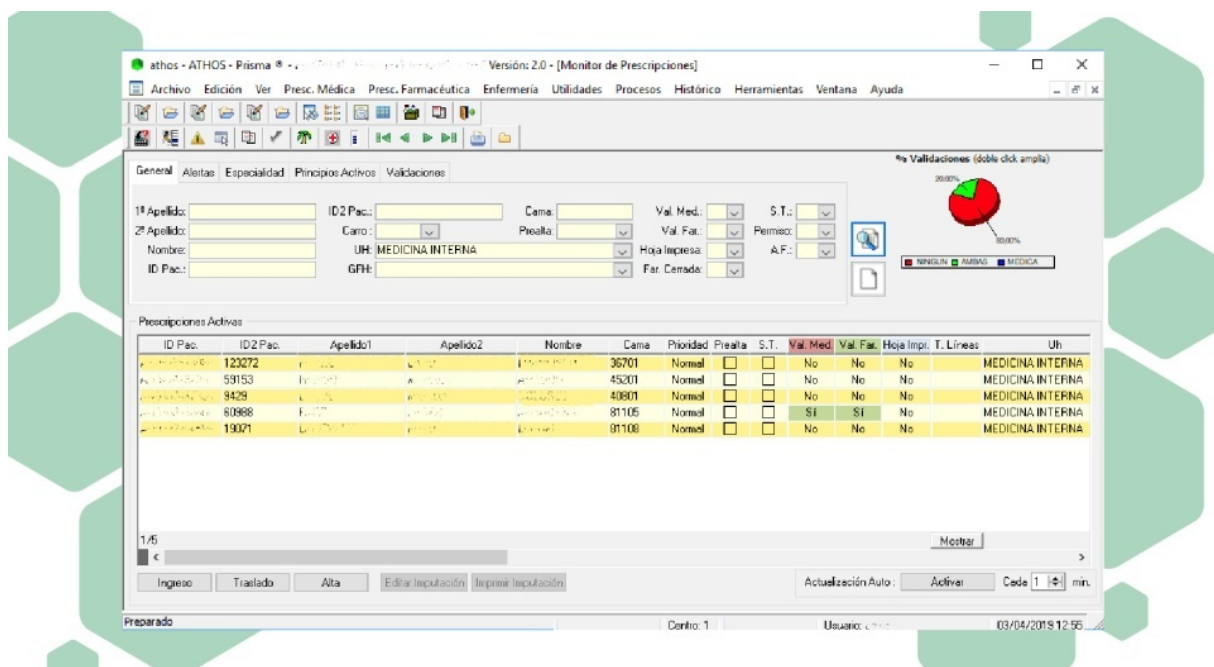 athos - ATHOS - Prisma ® - Versión: 2.0 - [Monitor de Prescripciones]
Archivo Edición Ver Presc. Médica Presc. Farmacéutica Enfermería Utilidades Procesos Histórico Herramientas Ventana Ayuda
% Validaciones (doble click amplia)
General Alertas Especialidad Principios Activos Validaciones
20.00%
1º Apellido: ID2 Pac.: Cama: Val. Med.: S.T.:
2º Apellido: Carro : Prealta: Val. Far.: Permiso:
80,00%
Nombre: UH: MEDICINA INTERNA Hoja Impresa: A.F.:
NINGUN AMBAS MEDICA
ID Pac.: GFH: Far. Cerrada:
Prescripciones Activas
ID Pac. ID2 Pac. Apellido1 Apellido2 Nombre Cama Prioridad Prealta S.T. Val. Med. Val. Far. Hoja Impr. T. Líneas Uh
123272 36701 Normal No No No MEDICINA INTERNA
59153 45201 Normal No No No MEDICINA INTERNA
9429 40801 Normal No No No MEDICINA INTERNA
60988 81105 Normal Sí Sí No MEDICINA INTERNA
19071 81108 Normal No No No MEDICINA INTERNA
1/5 Mostrar
Ingreso Traslado Alta Editar Imputación Imprimir Imputación Actualización Auto : Activar Cada 1 min.
Preparado Centro: 1 Usuario: 03/04/2019 12:55